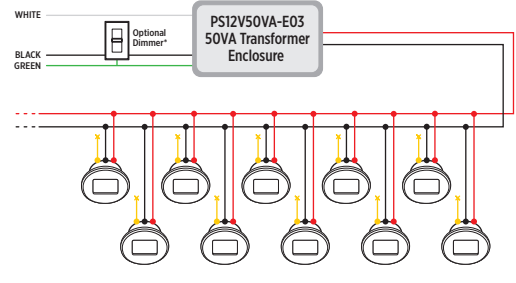 WHITE
Optional
Dimmer*
BLACK
GREEN
PS12V50VA-E03
50VA Transformer
Enclosure